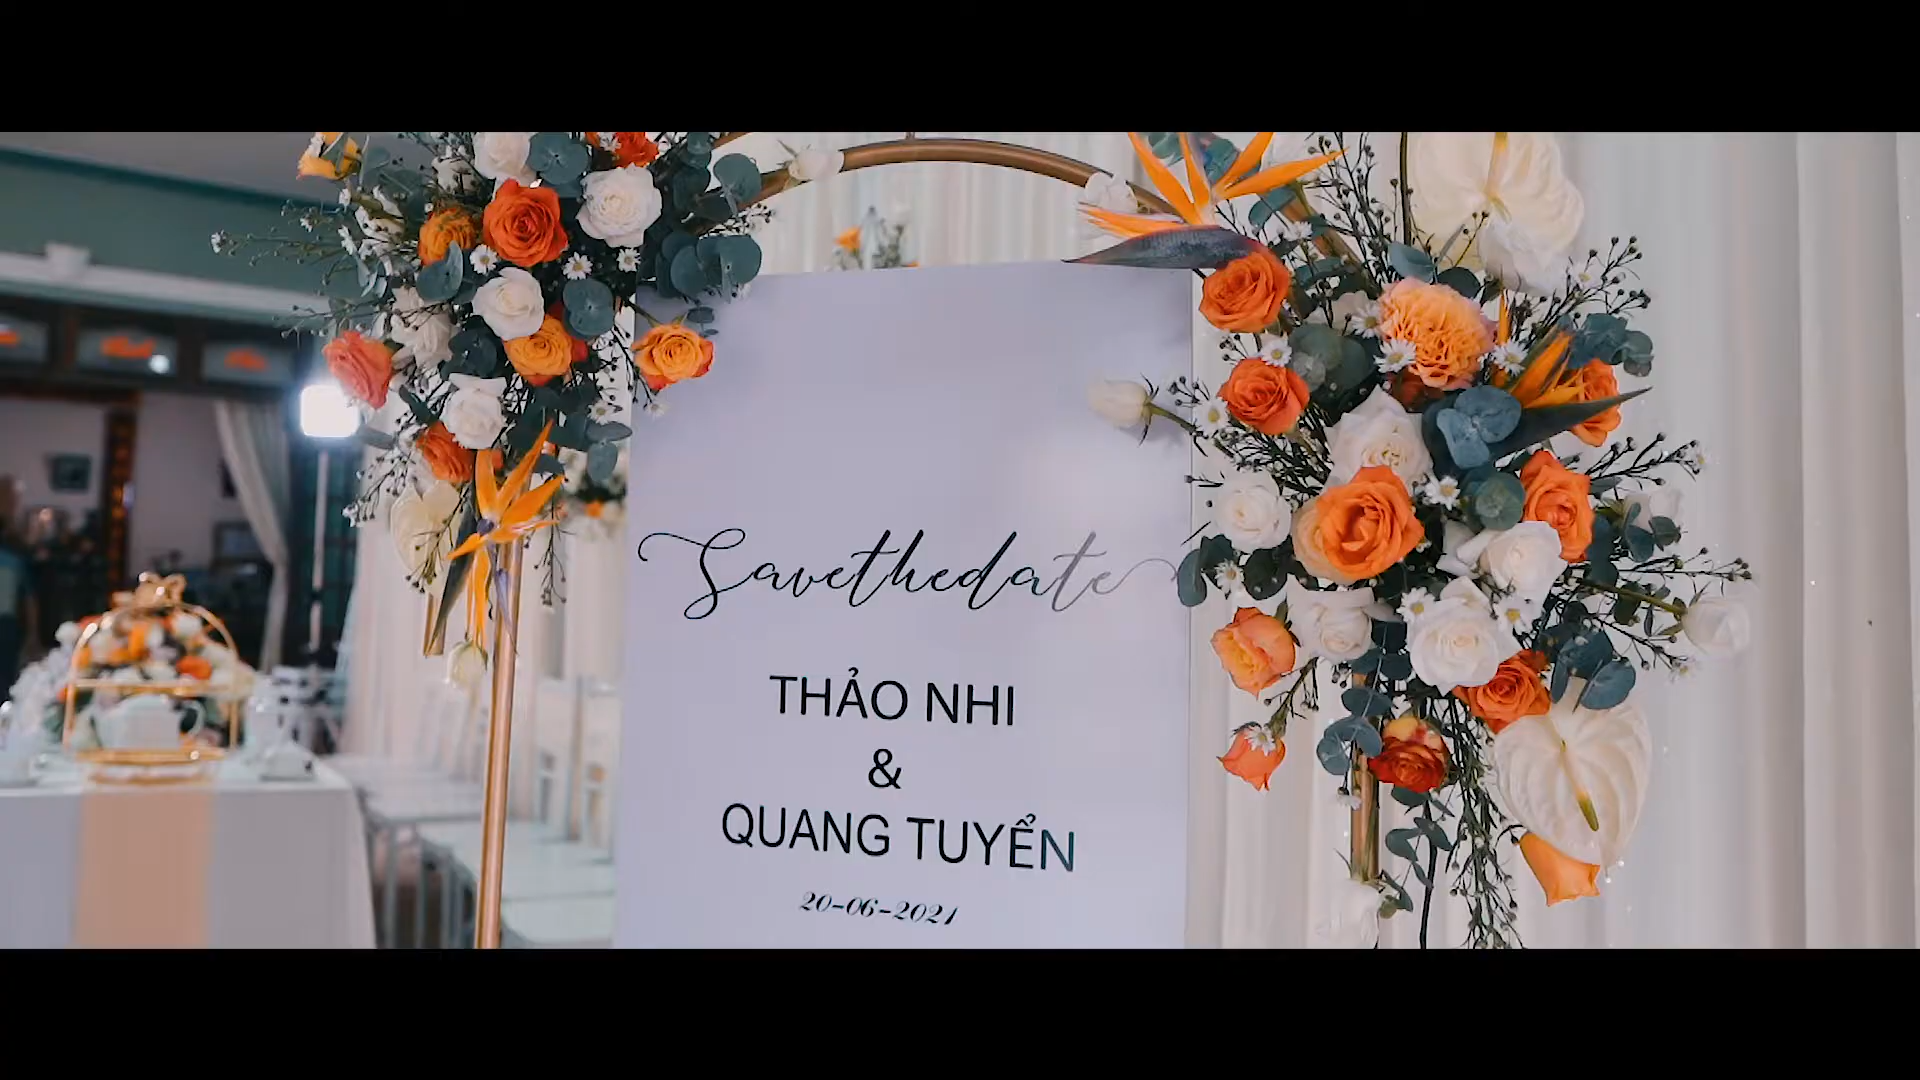 Savethedate
THẢO NHI
&
QUANG TUYỂN
20-06-2021